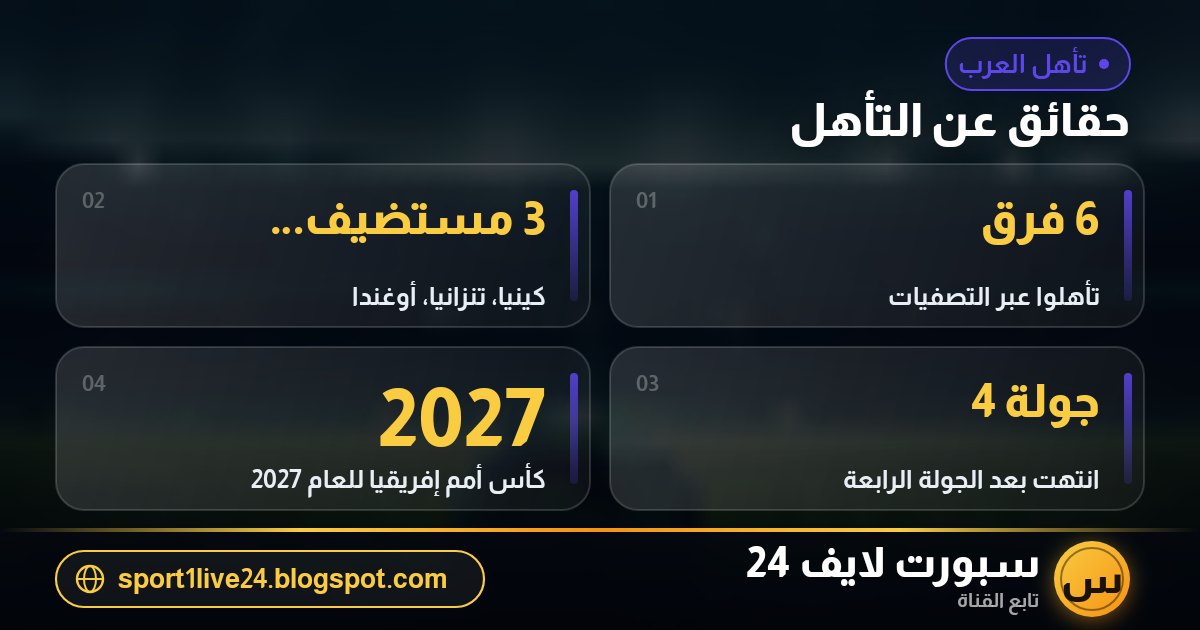 تأهل العرب
حقائق عن التأهل
01
6 فرق
تأهلوا عبر التصفيات
02
3 مستضيف...
كينيا، تنزانيا، أوغندا
03
جولة 4
انتهت بعد الجولة الرابعة
04
2027
كأس أمم إفريقيا للعام 2027
س
سبورت لايف 24
تابع القناة
sport1live24.blogspot.com